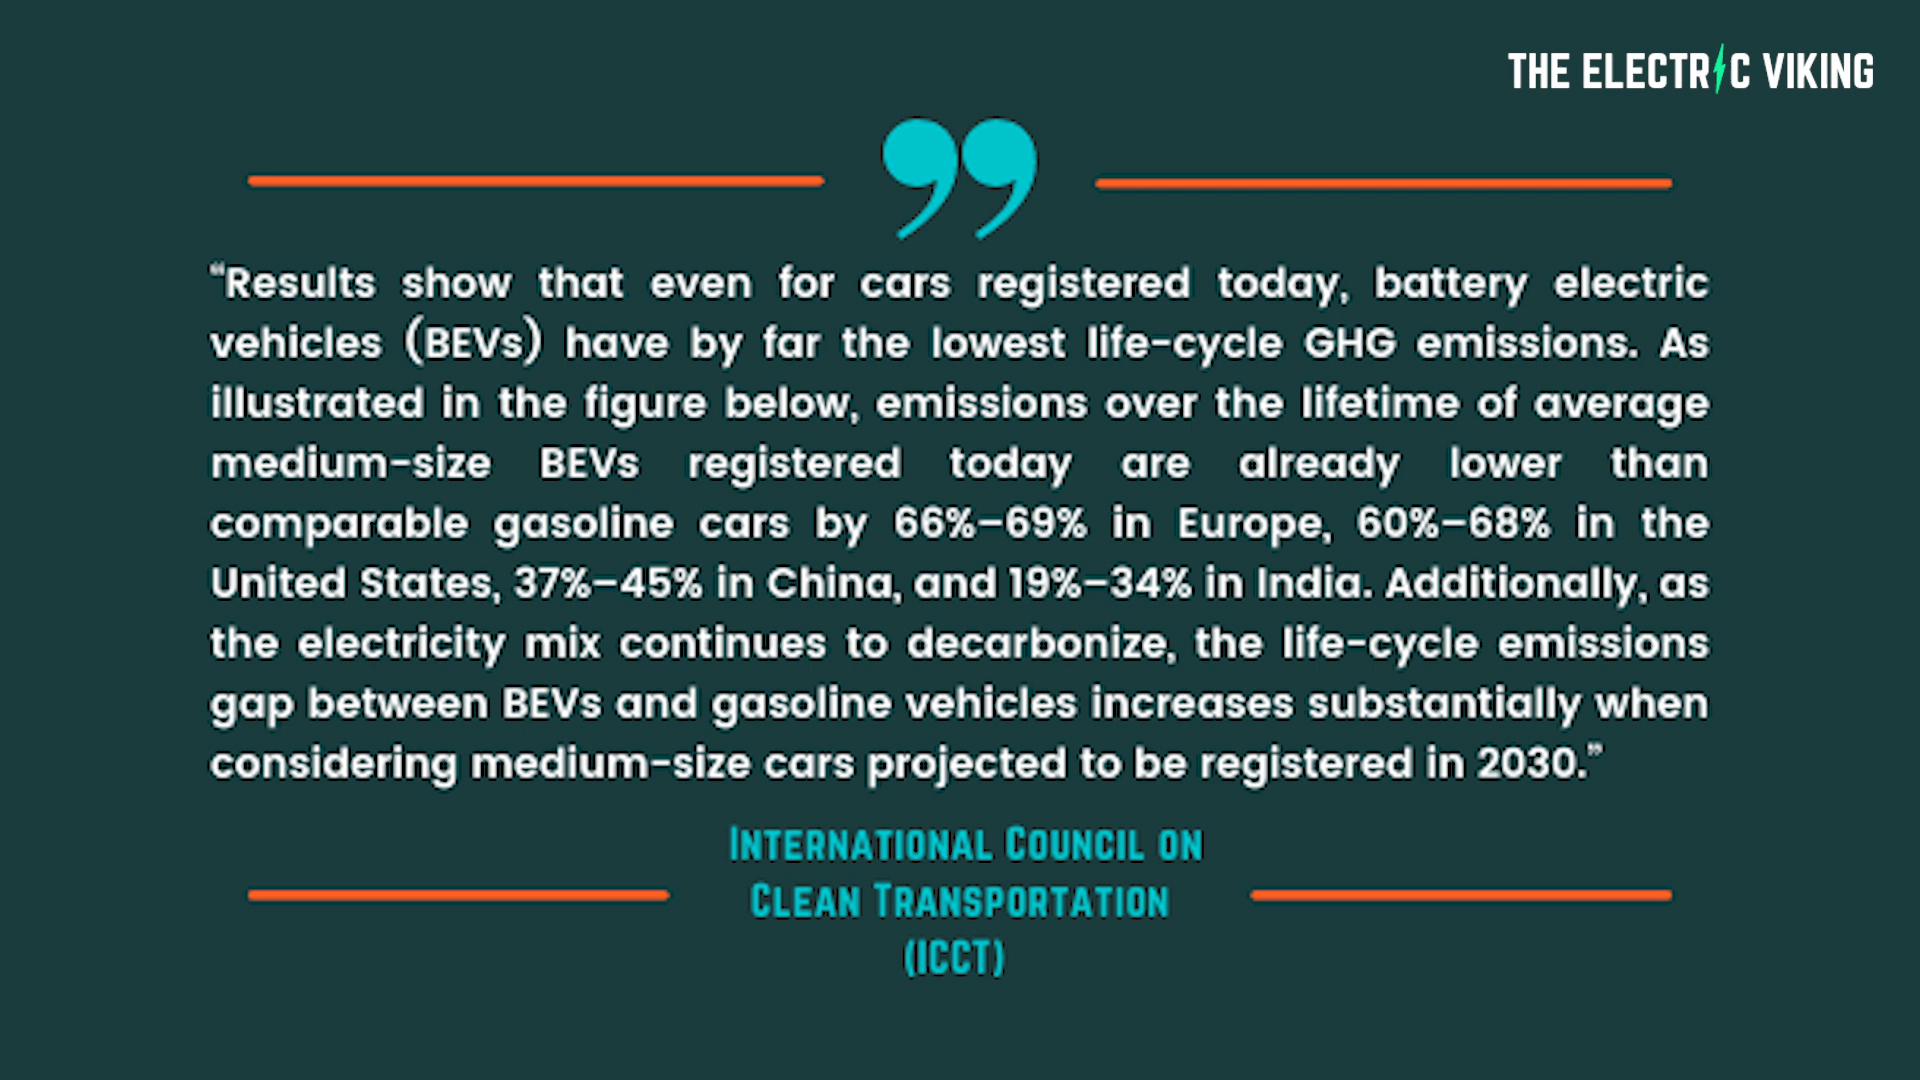 THE ELECTRIC VIKING
“Results show that even for cars registered today, battery electric
vehicles (BEVs) have by far the lowest life-cycle GHG emissions. As
illustrated in the figure below, emissions over the lifetime of average
medium-size BEVs registered today are already lower than
comparable gasoline cars by 66%–69% in Europe, 60%–68% in the
United States, 37%–45% in China, and 19%–34% in India. Additionally, as
the electricity mix continues to decarbonize, the life-cycle emissions
gap between BEVs and gasoline vehicles increases substantially when
considering medium-size cars projected to be registered in 2030.”
INTERNATIONAL COUNCIL ON
CLEAN TRANSPORTATION
(ICCT)